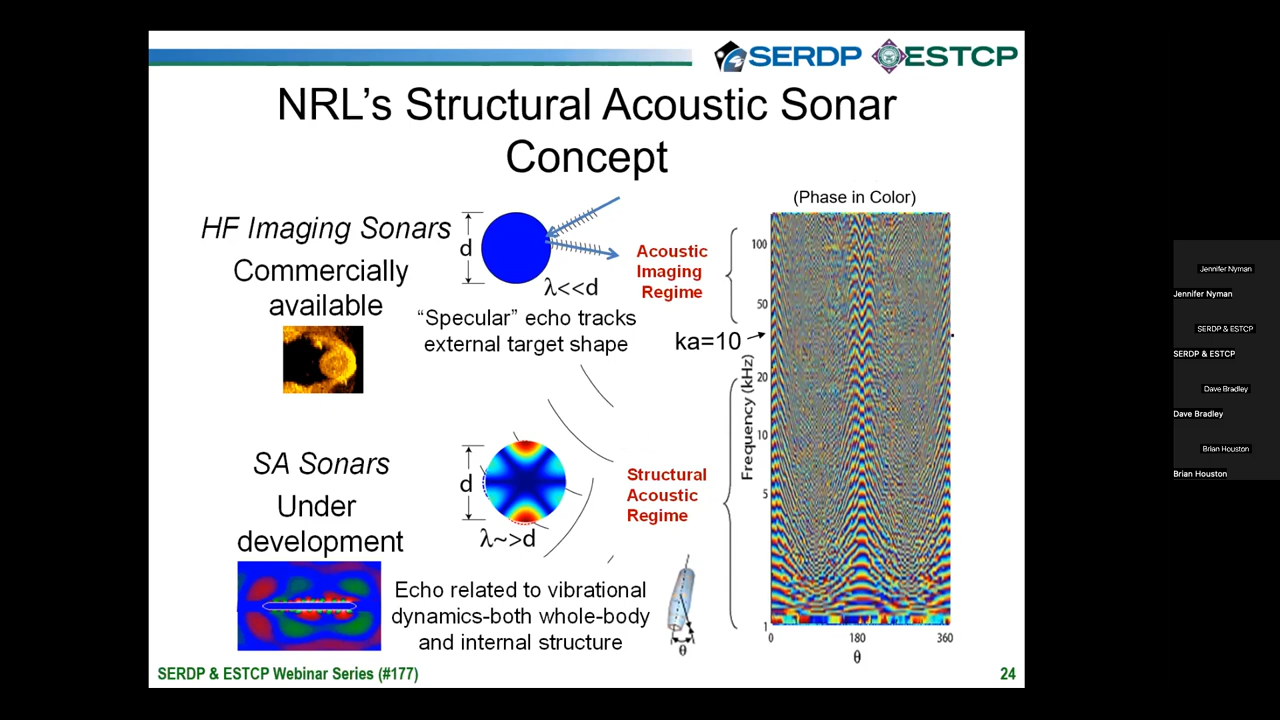 SERDP ESTCP
NRL's Structural Acoustic Sonar
Concept
HF Imaging Sonars
Commercially
available
d
λ<<d
"Specular" echo tracks
external target shape
Acoustic
Imaging
Regime
ka=10
SA Sonars
Under
development
d
λ~>d
Echo related to vibrational
dynamics-both whole-body
and internal structure
Structural
Acoustic
Regime
θ
(Phase in Color)
Frequency (kHz)
100
50
20
10
5
1
0 180 360
θ
SERDP & ESTCP Webinar Series (#177)
24
Jennifer Nyman
Jennifer Nyman
SERDP & ESTCP
SERDP & ESTCP
Dave Bradley
Dave Bradley
Brian Houston
Brian Houston